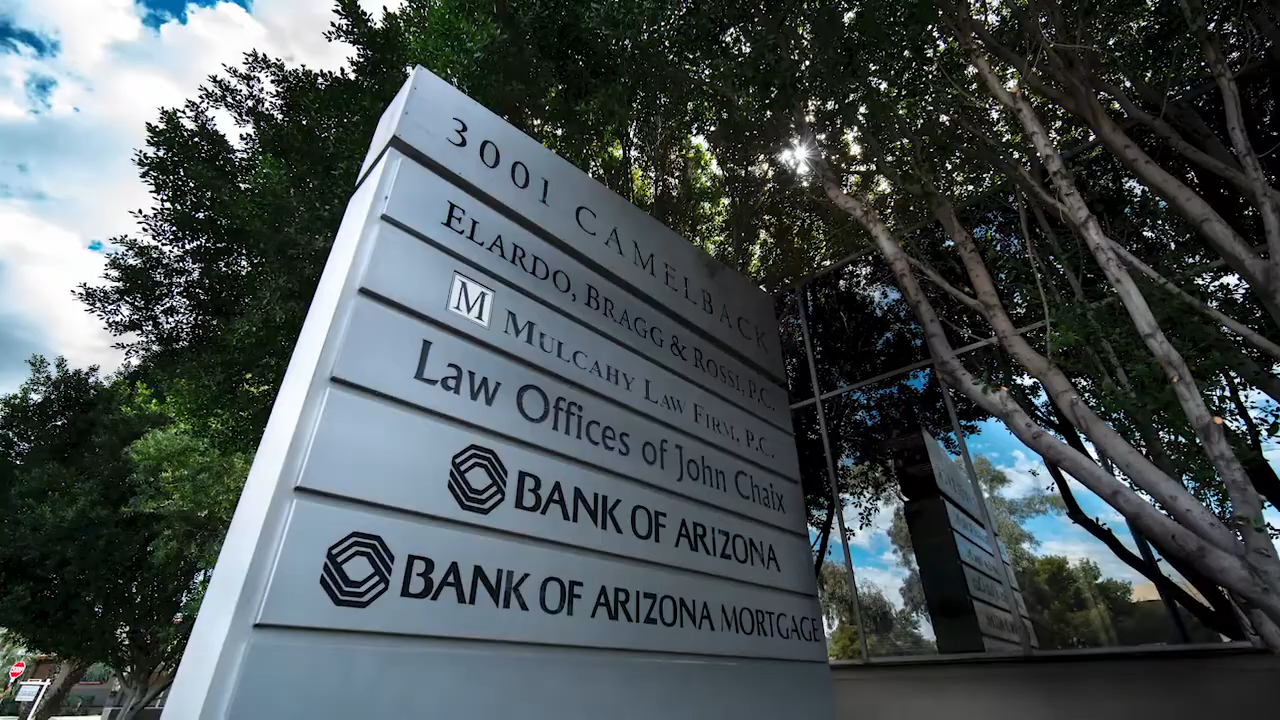 3001 CAMELBACK
ELARDO, BRAGG & ROSSI, P.C.
M MULCAHY LAW FIRM, P.C.
Law Offices of John Chaix
BANK OF ARIZONA
BANK OF ARIZONA MORTGAGE
STOP